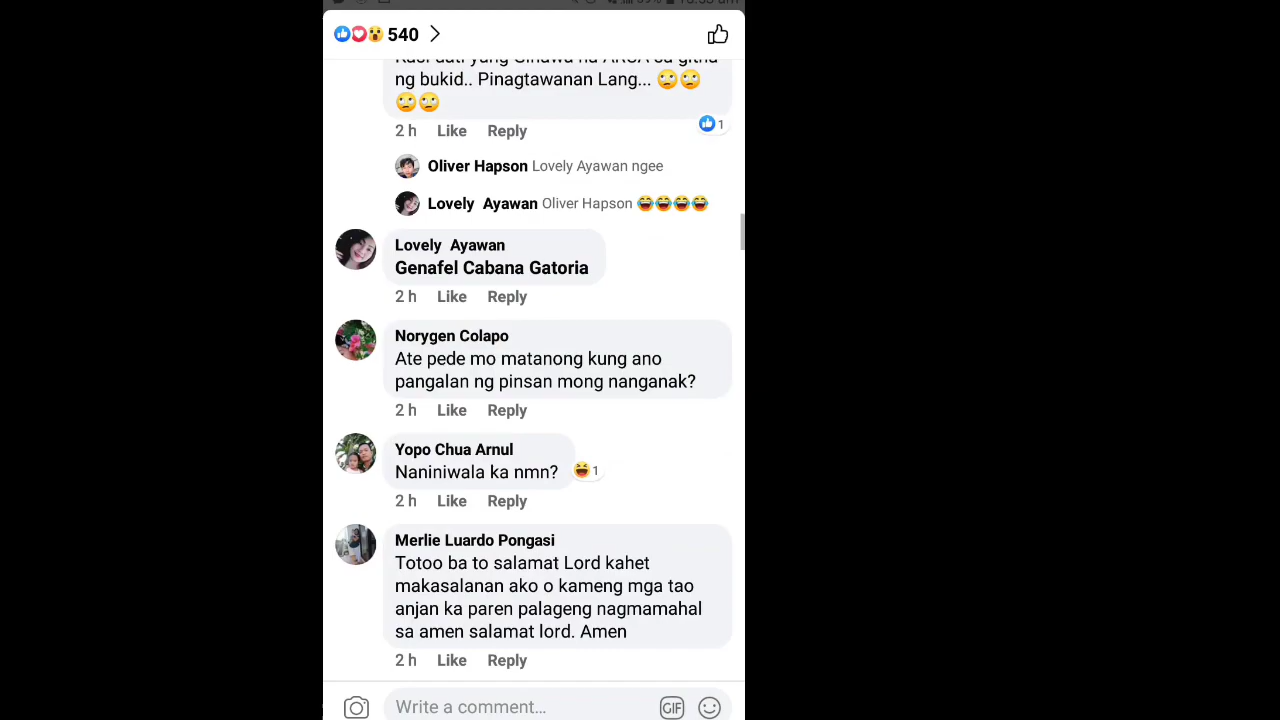 540
ng bukid.. Pinagtawanan Lang... 🙄🙄
🙄🙄
2 h Like Reply
1
Oliver Hapson Lovely Ayawan ngee
Lovely Ayawan Oliver Hapson 😂😂😂😂
Lovely Ayawan
Genafel Cabana Gatoria
2 h Like Reply
Norygen Colapo
Ate pede mo matanong kung ano
pangalan ng pinsan mong nanganak?
2 h Like Reply
Yopo Chua Arnul
Naniniwala ka nmn?
1
2 h Like Reply
Merlie Luardo Pongasi
Totoo ba to salamat Lord kahet
makasalanan ako o kameng mga tao
anjan ka paren palageng nagmamahal
sa amen salamat lord. Amen
2 h Like Reply
Write a comment...
GIF